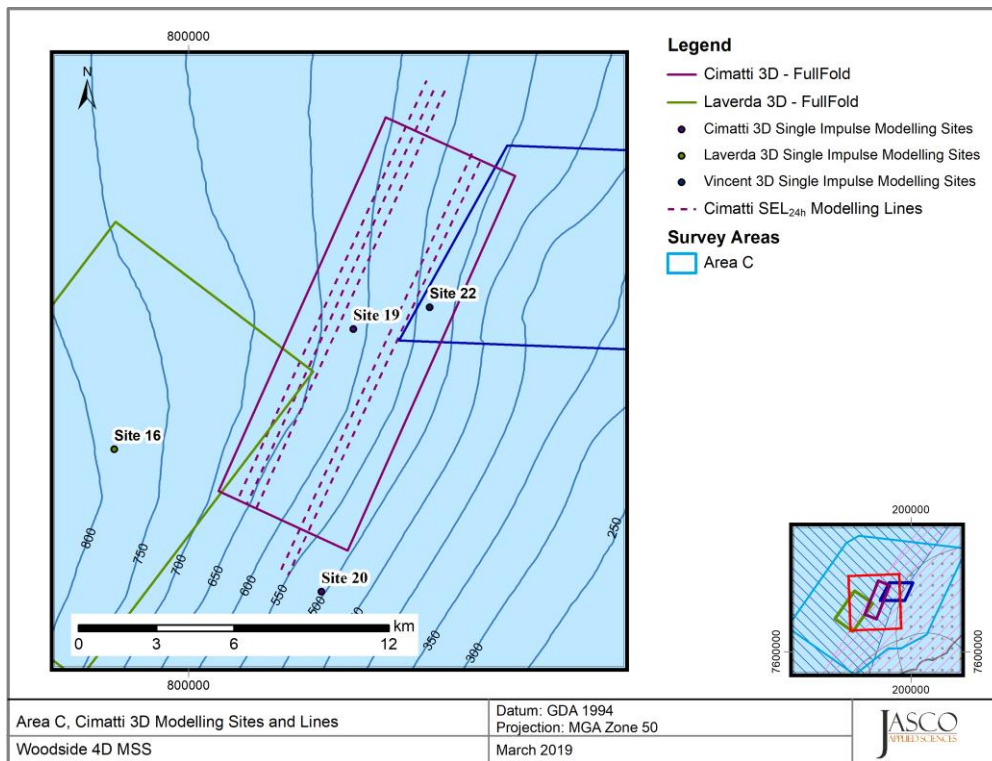 800000
N
Site 22
Site 19
Site 16
Site 20
800
750
700
650
600
550
500
350
300
250
km
0 3 6 12
800000
Legend
Cimatti 3D - FullFold
Laverda 3D - FullFold
Cimatti 3D Single Impulse Modelling Sites
Laverda 3D Single Impulse Modelling Sites
Vincent 3D Single Impulse Modelling Sites
Cimatti SEL24h Modelling Lines
Survey Areas
Area C
200000
7600000
7600000
200000
Area C, Cimatti 3D Modelling Sites and Lines
Woodside 4D MSS
Datum: GDA 1994
Projection: MGA Zone 50
March 2019
JASCO
APPLIED SCIENCES